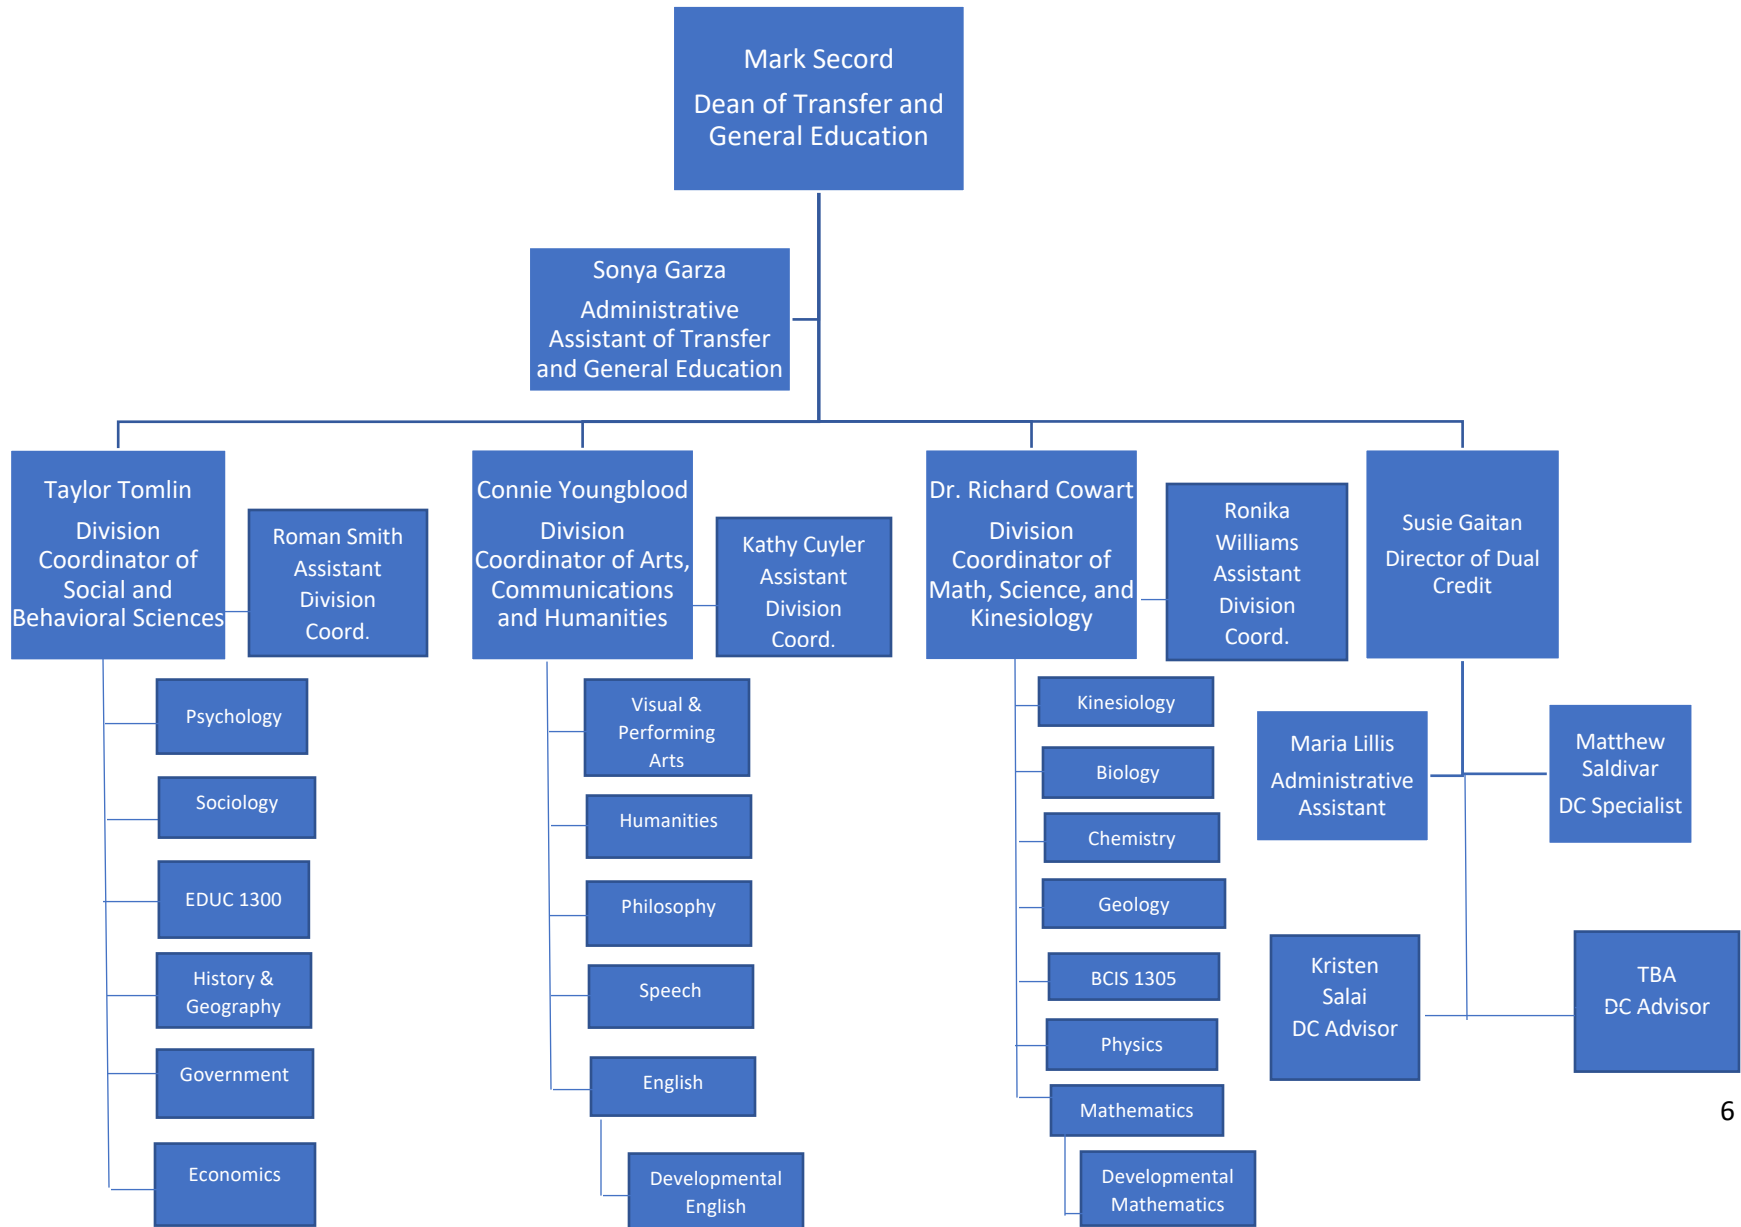 Mark Secord
Dean of Transfer and
General Education
Sonya Garza
Administrative
Assistant of Transfer
and General Education
Taylor Tomlin
Division
Coordinator of
Social and
Behavioral Sciences
Roman Smith
Assistant
Division
Coord.
Connie Youngblood
Division
Coordinator of Arts,
Communications
and Humanities
Kathy Cuyler
Assistant
Division
Coord.
Dr. Richard Cowart
Division
Coordinator of
Math, Science, and
Kinesiology
Ronika
Williams
Assistant
Division
Coord.
Susie Gaitan
Director of Dual
Credit
Psychology
Sociology
EDUC 1300
History &
Geography
Government
Economics
Visual &
Performing
Arts
Humanities
Philosophy
Speech
English
Developmental
English
Kinesiology
Biology
Chemistry
Geology
BCIS 1305
Physics
Mathematics
Developmental
Mathematics
Maria Lillis
Administrative
Assistant
Matthew
Saldivar
DC Specialist
Kristen
Salai
DC Advisor
TBA
DC Advisor
6